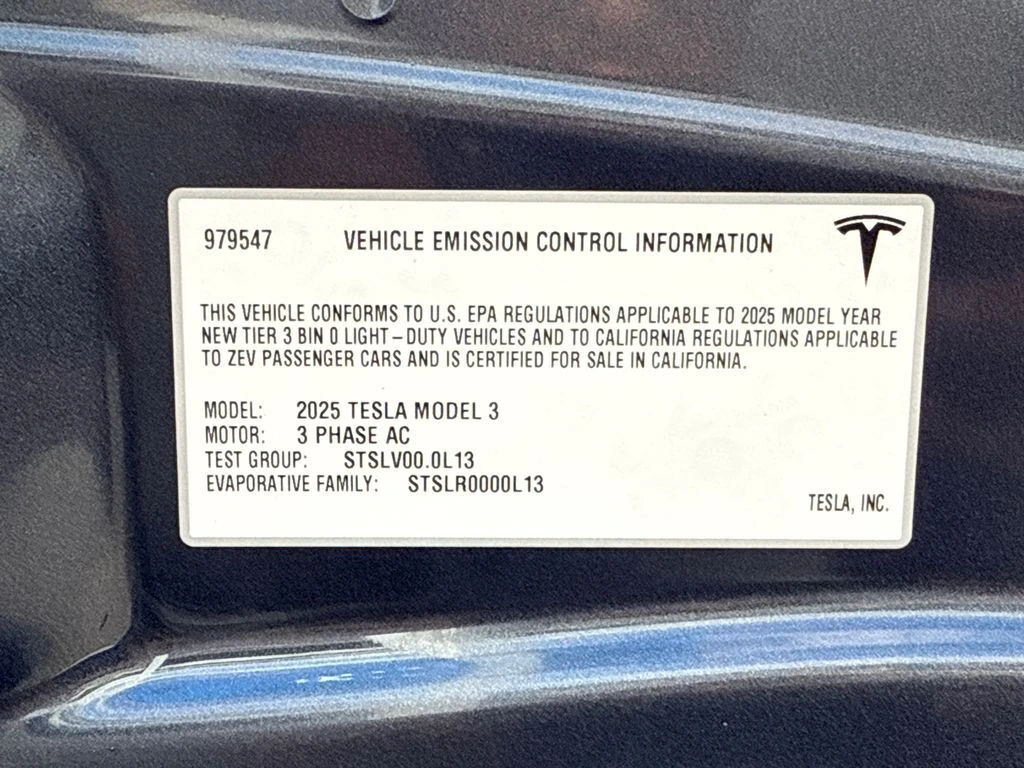 979547 VEHICLE EMISSION CONTROL INFORMATION
THIS VEHICLE CONFORMS TO U.S. EPA REGULATIONS APPLICABLE TO 2025 MODEL YEAR
NEW TIER 3 BIN 0 LIGHT–DUTY VEHICLES AND TO CALIFORNIA REGULATIONS APPLICABLE
TO ZEV PASSENGER CARS AND IS CERTIFIED FOR SALE IN CALIFORNIA.
MODEL: 2025 TESLA MODEL 3
MOTOR: 3 PHASE AC
TEST GROUP: STSLV00.0L13
EVAPORATIVE FAMILY: STSLR0000L13
TESLA, INC.